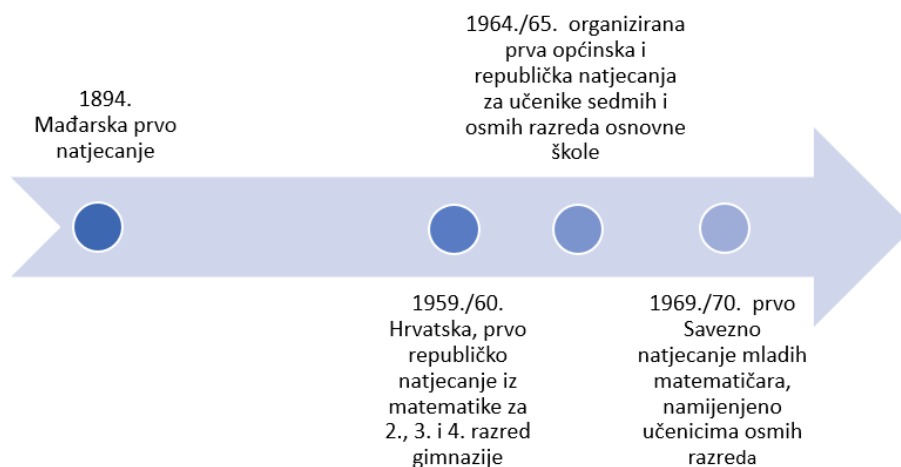 1894.
Mađarska prvo
natjecanje
1959./60.
Hrvatska, prvo
republičko
natjecanje iz
matematike za
2., 3. i 4. razred
gimnazije
1964./65. organizirana
prva općinska i
republička natjecanja
za učenike sedmih i
osmih razreda osnovne
škole
1969./70. prvo
Savezno
natjecanje mladih
matematičara,
namijenjeno
učenicima osmih
razreda